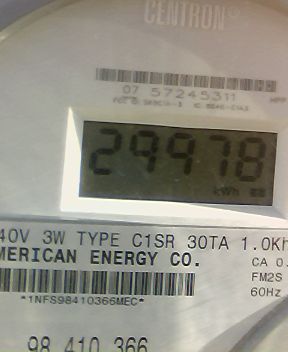 CENTRON®
07 57245311
29978
kWh
40V 3W TYPE C1SR 30TA 1.0Kh
MERICAN ENERGY CO.
CA 0.
FM2S
60Hz
*1NFS98410366MEC*
98 410 366